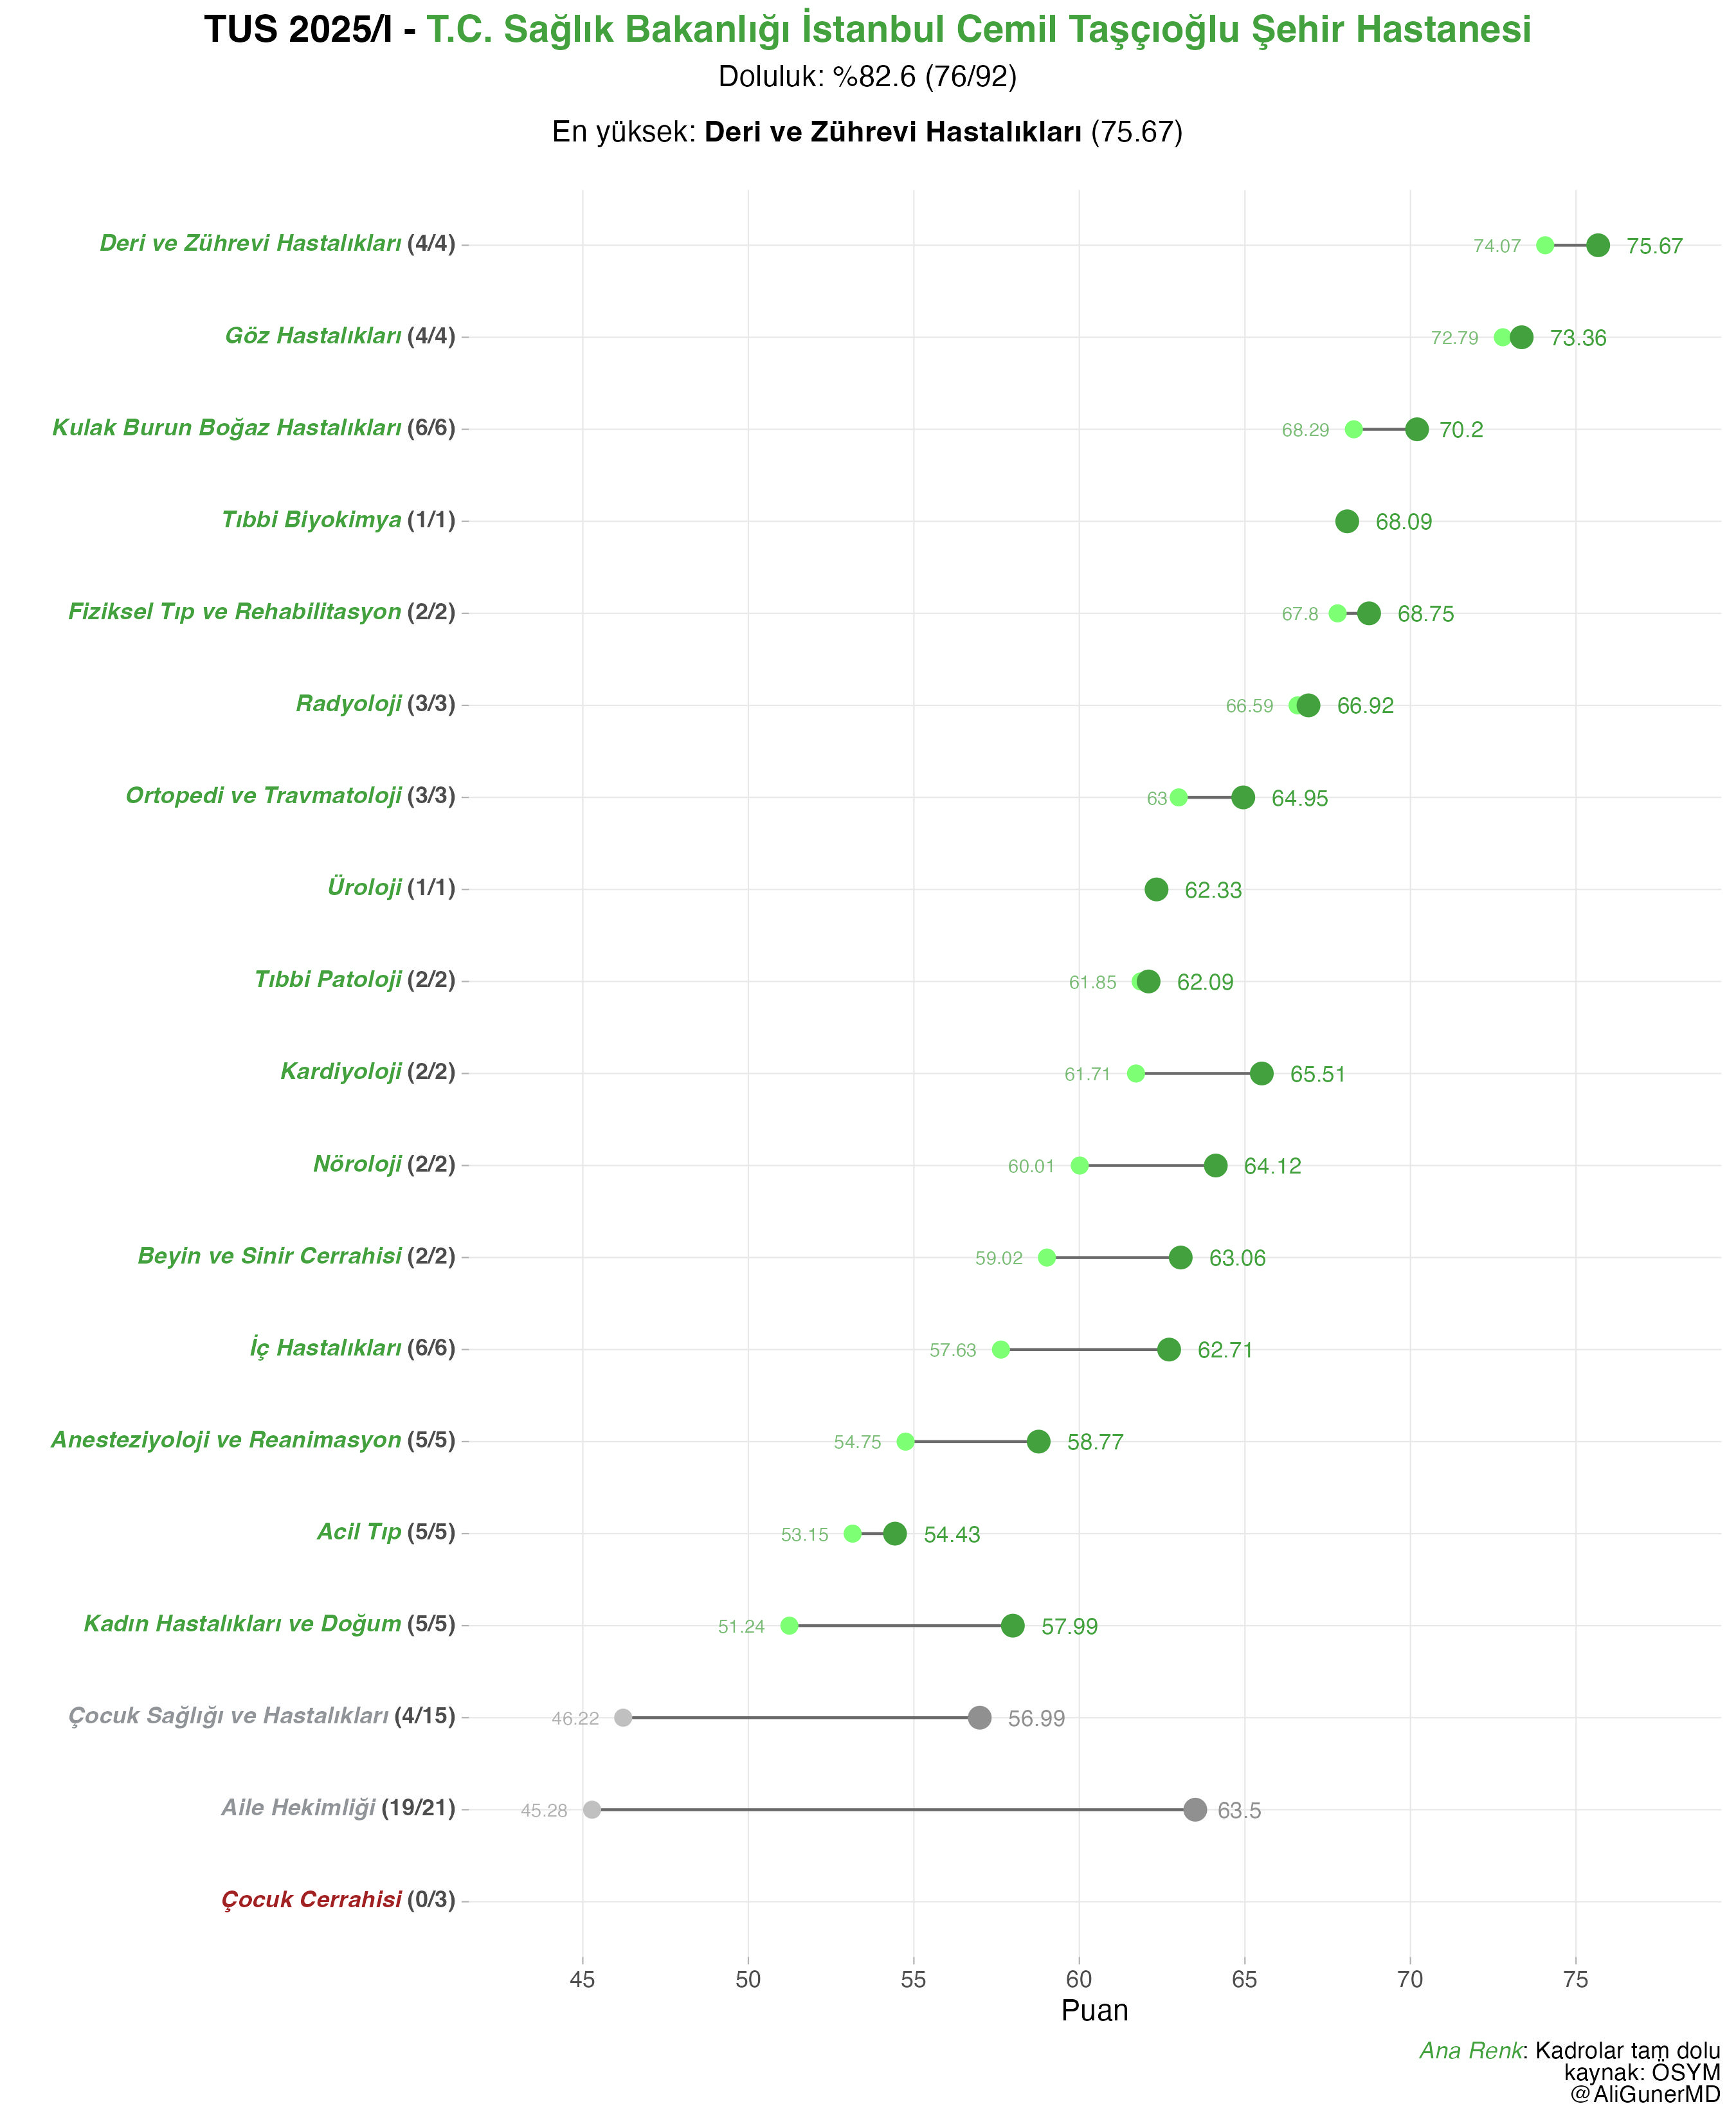 TUS 2025/I - T.C. Sağlık Bakanlığı İstanbul Cemil Taşçıoğlu Şehir Hastanesi
Doluluk: %82.6 (76/92)
En yüksek: Deri ve Zührevi Hastalıkları (75.67)
Deri ve Zührevi Hastalıkları (4/4) 74.07 75.67
Göz Hastalıkları (4/4) 72.79 73.36
Kulak Burun Boğaz Hastalıkları (6/6) 68.29 70.2
Tıbbi Biyokimya (1/1) 68.09
Fiziksel Tıp ve Rehabilitasyon (2/2) 67.8 68.75
Radyoloji (3/3) 66.59 66.92
Ortopedi ve Travmatoloji (3/3) 63 64.95
Üroloji (1/1) 62.33
Tıbbi Patoloji (2/2) 61.85 62.09
Kardiyoloji (2/2) 61.71 65.51
Nöroloji (2/2) 60.01 64.12
Beyin ve Sinir Cerrahisi (2/2) 59.02 63.06
İç Hastalıkları (6/6) 57.63 62.71
Anesteziyoloji ve Reanimasyon (5/5) 54.75 58.77
Acil Tıp (5/5) 53.15 54.43
Kadın Hastalıkları ve Doğum (5/5) 51.24 57.99
Çocuk Sağlığı ve Hastalıkları (4/15) 46.22 56.99
Aile Hekimliği (19/21) 45.28 63.5
Çocuk Cerrahisi (0/3)
45 50 55 60 65 70 75
Puan
Ana Renk: Kadrolar tam dolu
kaynak: ÖSYM
@AliGunerMD